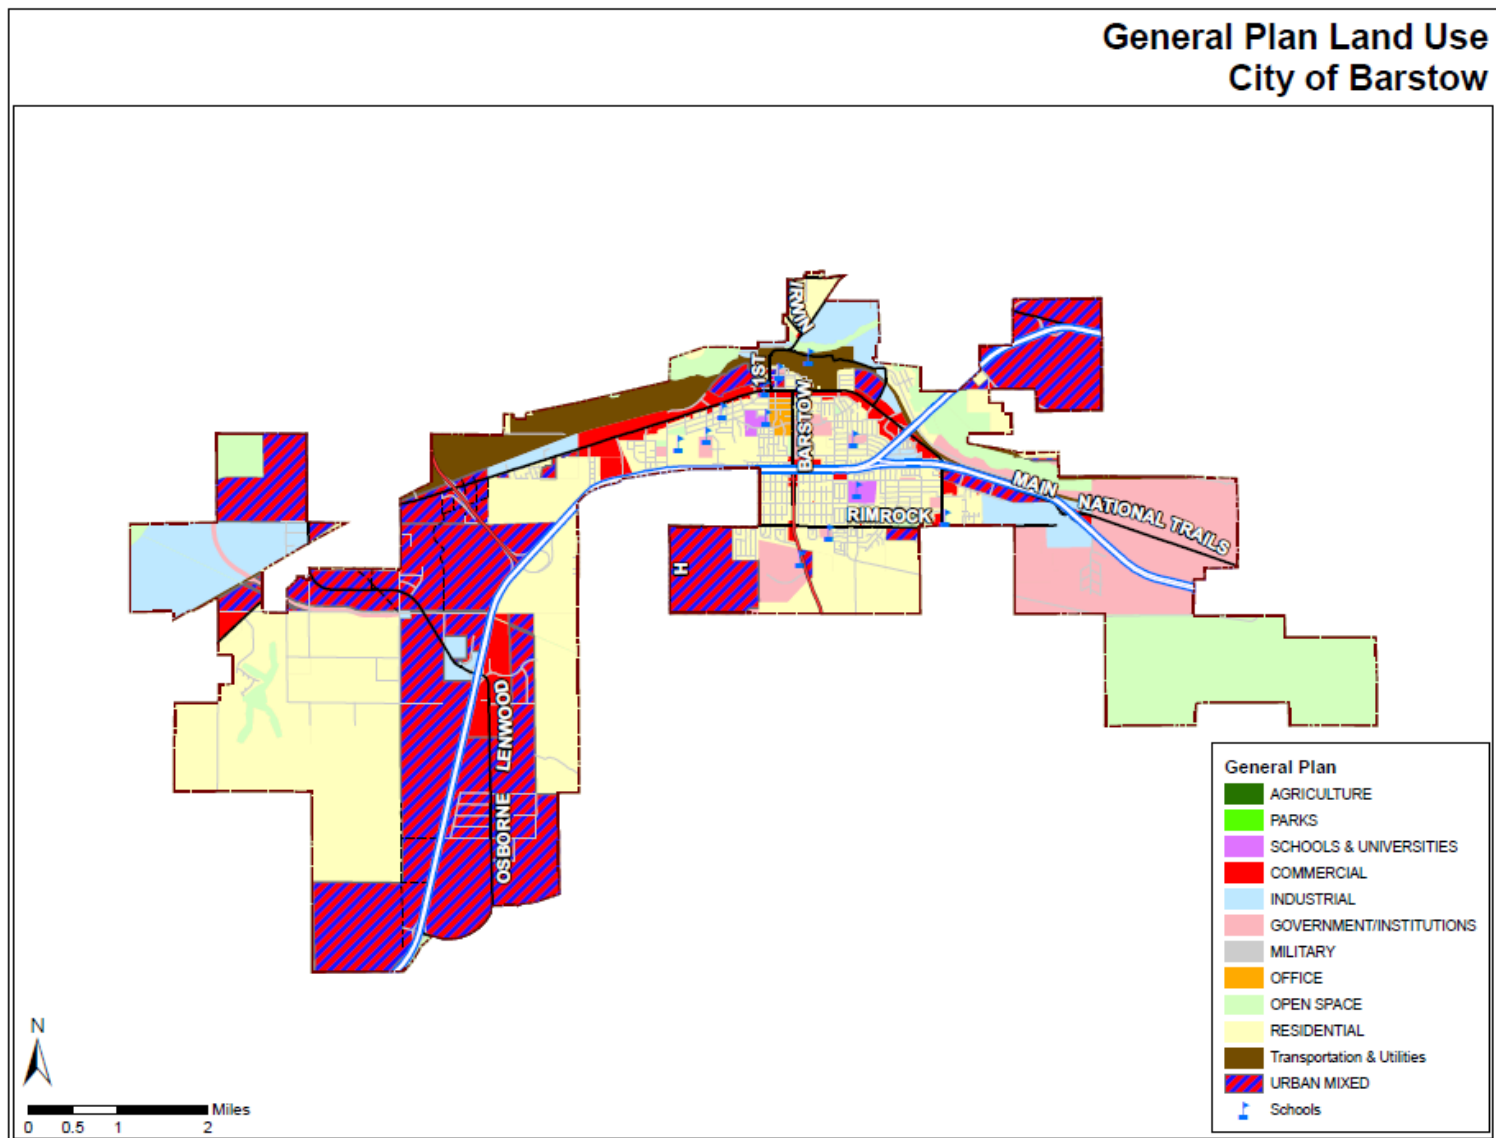 General Plan Land Use
City of Barstow
IRWIN
1ST
BARSTOW
MAIN
NATIONAL TRAILS
RIMROCK
H
LENWOOD
OSBORNE
General Plan
AGRICULTURE
PARKS
SCHOOLS & UNIVERSITIES
COMMERCIAL
INDUSTRIAL
GOVERNMENT/INSTITUTIONS
MILITARY
OFFICE
OPEN SPACE
RESIDENTIAL
Transportation & Utilities
URBAN MIXED
Schools
N
Miles
0 0.5 1 2